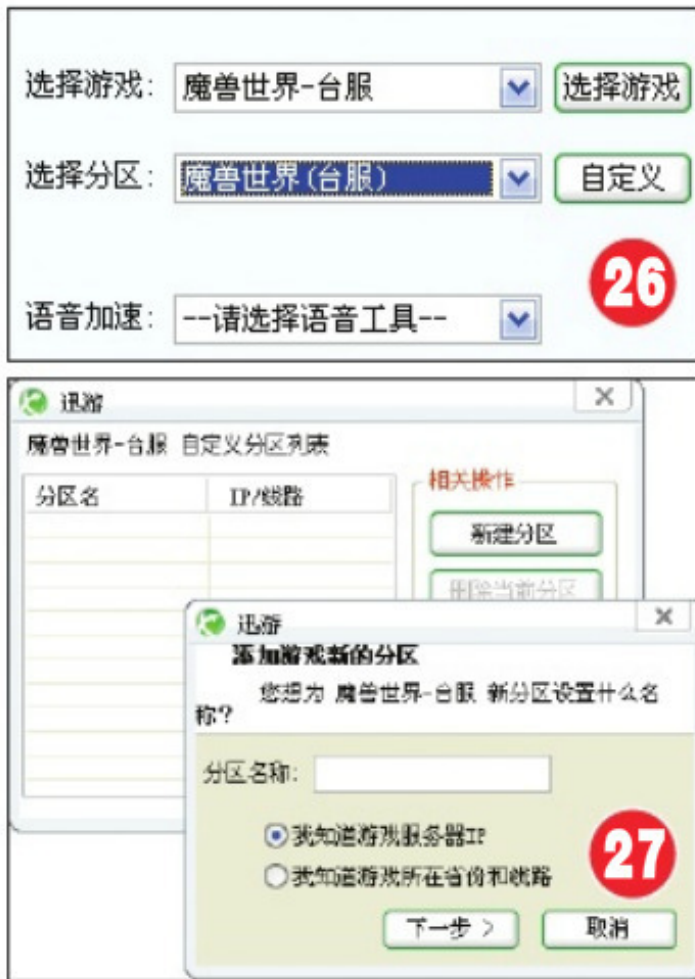 选择游戏: 魔兽世界-台服 选择游戏
选择分区: 魔兽世界(台服) 自定义
26
语音加速: --请选择语音工具--
迅游
魔兽世界-台服 自定义分区列表
分区名 IP/线路
相关操作
新建分区
删除当前分区
迅游
添加游戏新的分区
您想为 魔兽世界-台服 新分区设置什么名
称?
分区名称:
我知道游戏服务器IP
我知道游戏所在省份和线路
27
下一步 > 取消